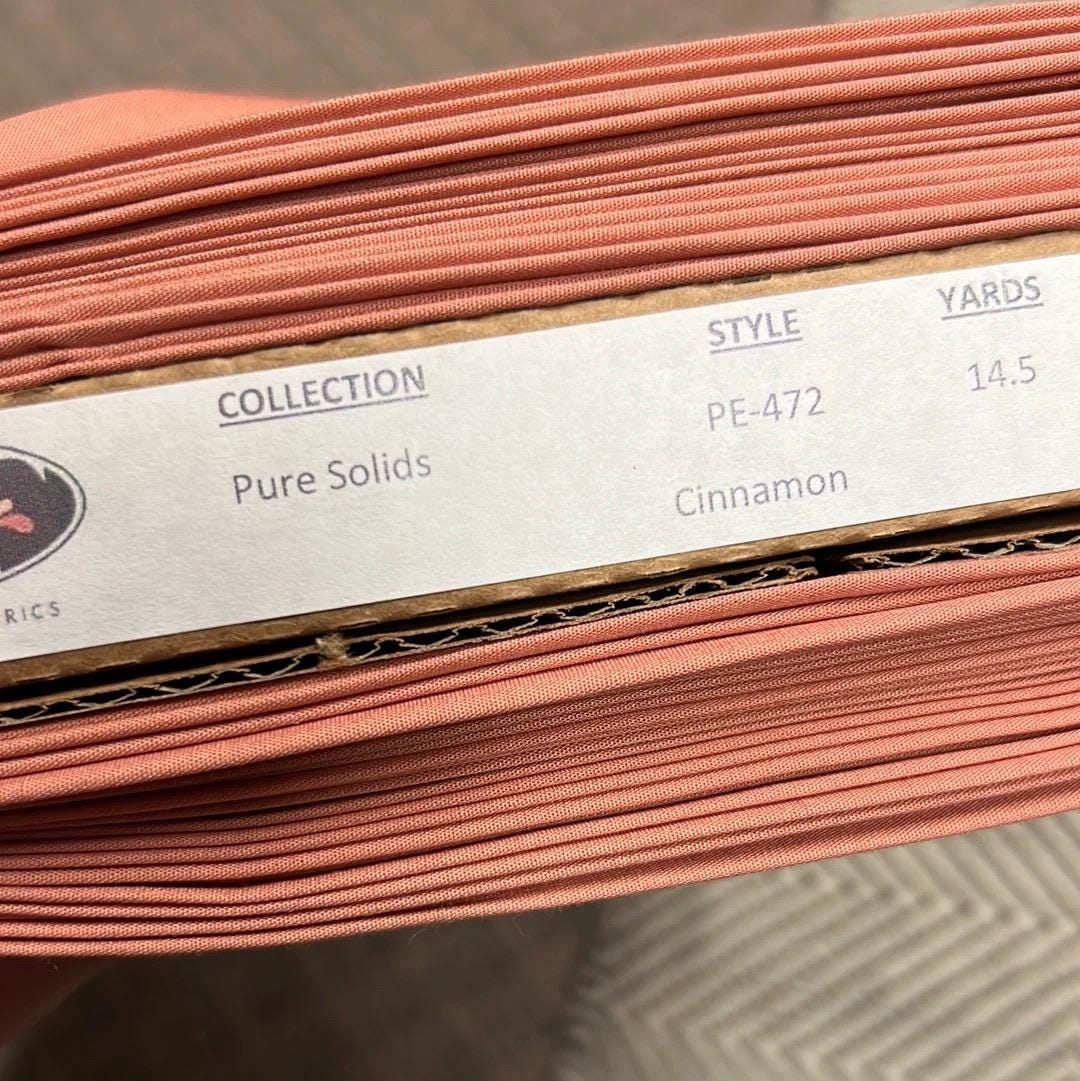 COLLECTION STYLE YARDS
Pure Solids PE-472 14.5
Cinnamon
RICS